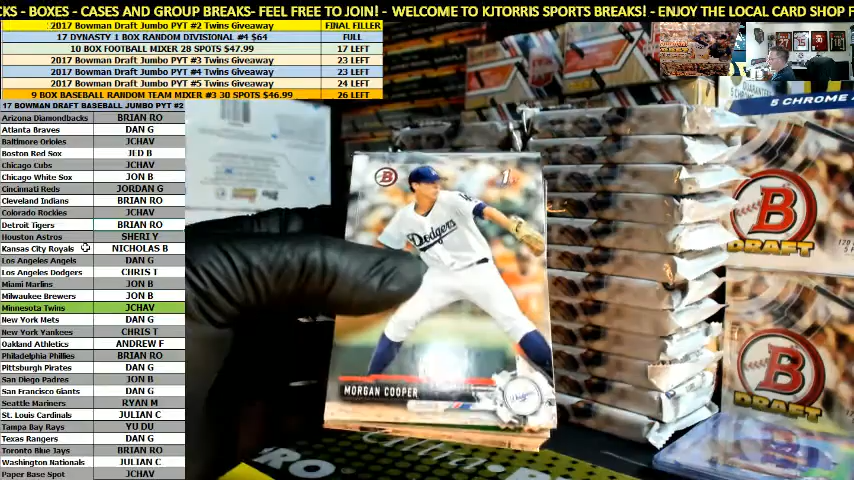 CKS - BOXES - CASES AND GROUP BREAKS- FEEL FREE TO JOIN! - WELCOME TO KJTORRIS SPORTS BREAKS! - ENJOY THE LOCAL CARD SHOP F
2017 Bowman Draft Jumbo PYT #2 Twins Giveaway FINAL FILLER
17 DYNASTY 1 BOX RANDOM DIVISIONAL #4 $64 FULL
10 BOX FOOTBALL MIXER 28 SPOTS $47.99 17 LEFT
2017 Bowman Draft Jumbo PYT #3 Twins Giveaway 23 LEFT
2017 Bowman Draft Jumbo PYT #4 Twins Giveaway 23 LEFT
2017 Bowman Draft Jumbo PYT #5 Twins Giveaway 24 LEFT
9 BOX BASEBALL RANDOM TEAM MIXER #3 30 SPOTS $46.99 26 LEFT
17 BOWMAN DRAFT BASEBALL JUMBO PYT #2
Arizona Diamondbacks BRIAN RO
Atlanta Braves DAN G
Baltimore Orioles JCHAV
Boston Red Sox JED B
Chicago Cubs JCHAV
Chicago White Sox JON B
Cincinnati Reds JORDAN G
Cleveland Indians BRIAN RO
Colorado Rockies JCHAV
Detroit Tigers BRIAN RO
Houston Astros SHERI Y
Kansas City Royals NICHOLAS B
Los Angeles Angels DAN G
Los Angeles Dodgers CHRIS T
Miami Marlins JON B
Milwaukee Brewers JON B
Minnesota Twins JCHAV
New York Mets DAN G
New York Yankees CHRIS T
Oakland Athletics ANDREW F
Philadelphia Phillies BRIAN RO
Pittsburgh Pirates DAN G
San Diego Padres JON B
San Francisco Giants DAN G
Seattle Mariners RYAN M
St. Louis Cardinals JULIAN C
Tampa Bay Rays YU DU
Texas Rangers DAN G
Toronto Blue Jays BRIAN RO
Washington Nationals JULIAN C
Paper Base Spot JCHAV
B
1st
Dodgers
MORGAN COOPER
Dodgers
5 CHROME A
B
DRAFT
B
DRAFT